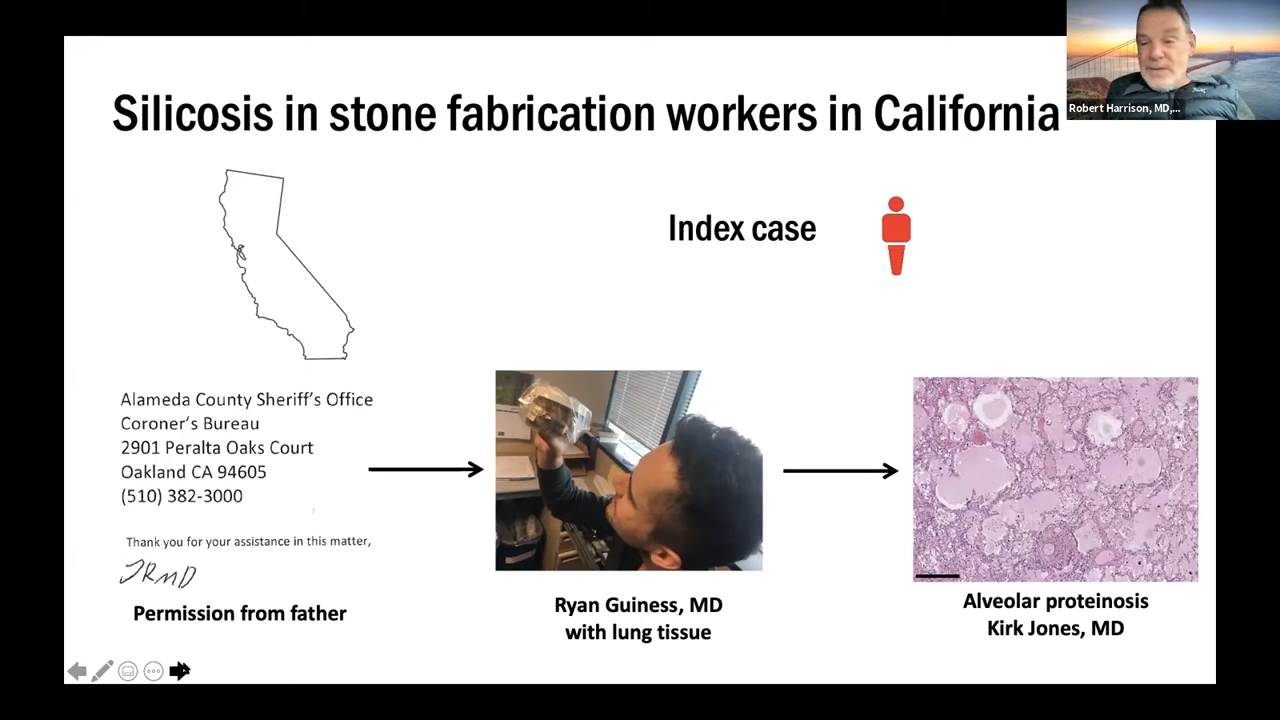 Silicosis in stone fabrication workers in California
Robert Harrison, MD,...
Index case
Alameda County Sheriff's Office
Coroner's Bureau
2901 Peralta Oaks Court
Oakland CA 94605
(510) 382-3000
Thank you for your assistance in this matter,
JRMD
Permission from father
Ryan Guiness, MD
with lung tissue
Alveolar proteinosis
Kirk Jones, MD